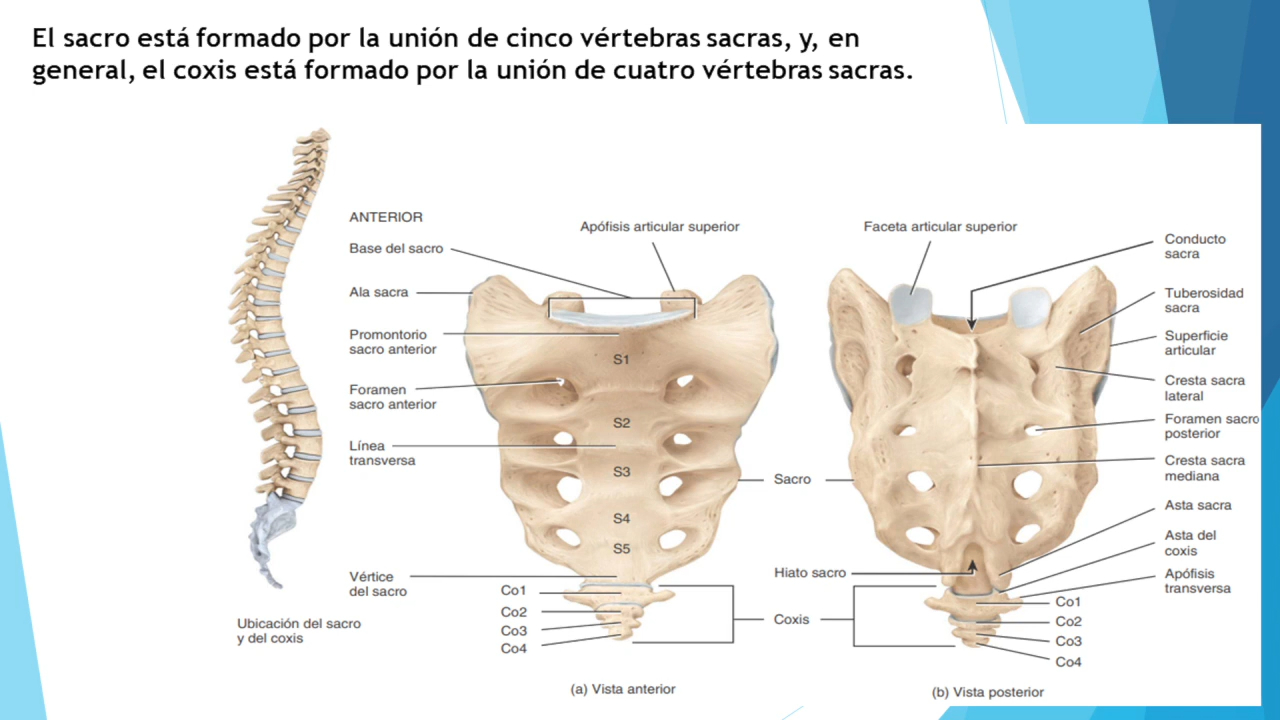 El sacro está formado por la unión de cinco vértebras sacras, y, en
general, el coxis está formado por la unión de cuatro vértebras sacras.
ANTERIOR
Base del sacro
Apófisis articular superior
Ala sacra
Promontorio
sacro anterior
Foramen
sacro anterior
Línea
transversa
S1
S2
S3
S4
S5
Vértice
del sacro
Co1
Co2
Co3
Co4
Ubicación del sacro
y del coxis
(a) Vista anterior
Sacro
Hiato sacro
Coxis
Faceta articular superior
Conducto
sacra
Tuberosidad
sacra
Superficie
articular
Cresta sacra
lateral
Foramen sacro
posterior
Cresta sacra
mediana
Asta sacra
Asta del
coxis
Apófisis
transversa
Co1
Co2
Co3
Co4
(b) Vista posterior